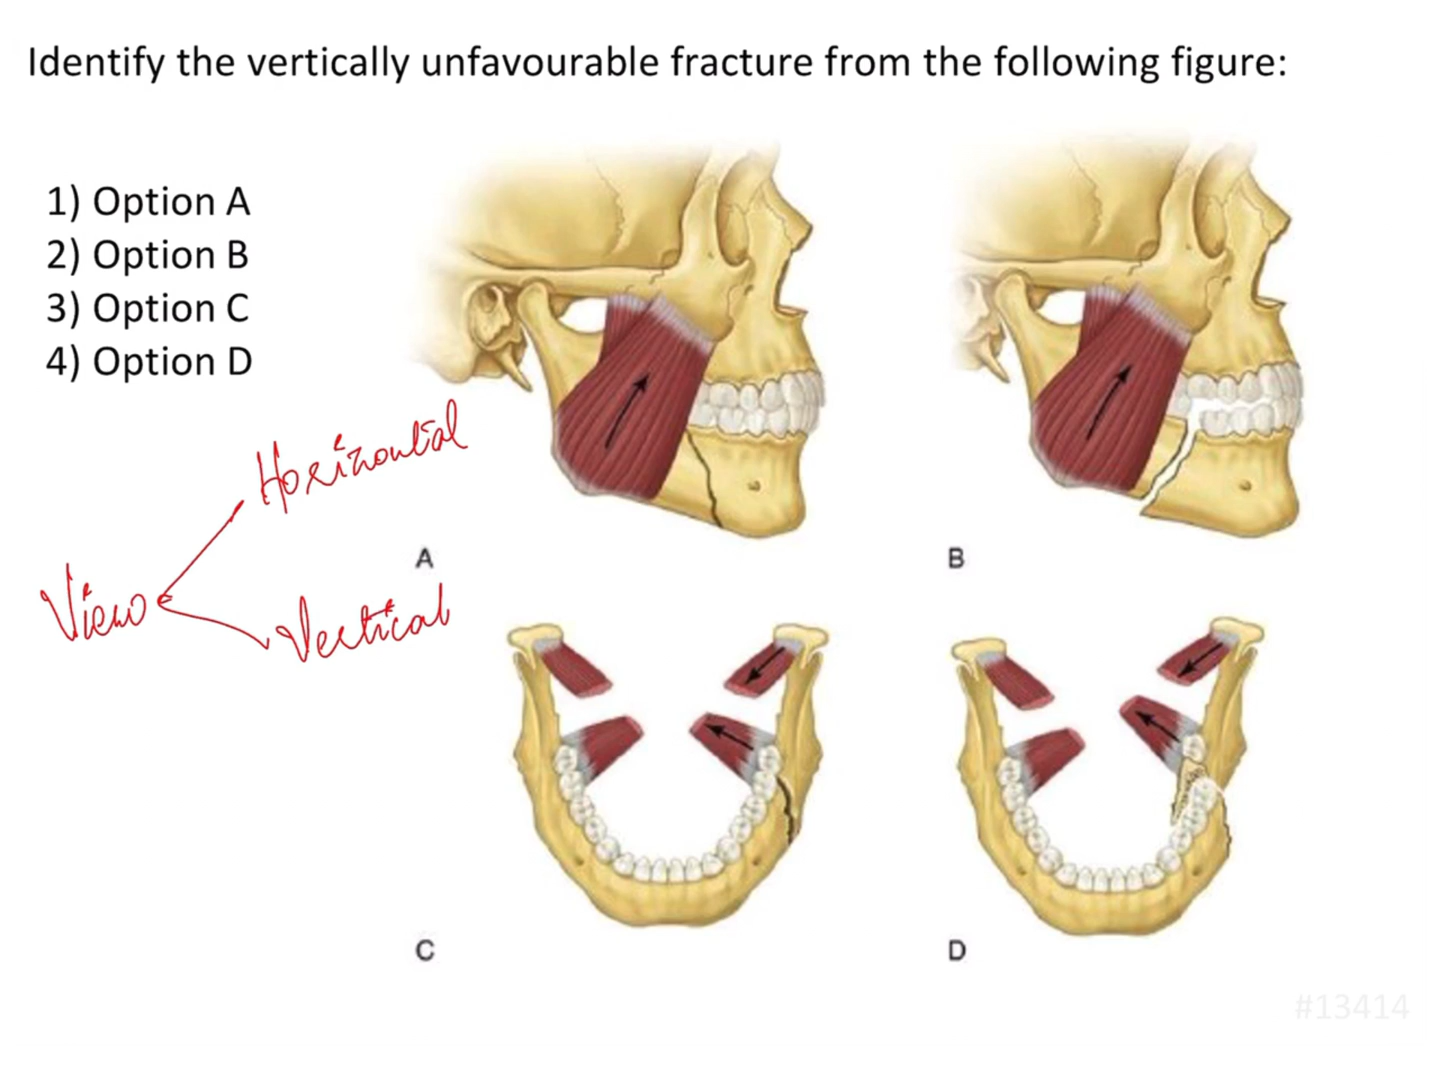 Identify the vertically unfavourable fracture from the following figure:
1) Option A
2) Option B
3) Option C
4) Option D
Horizontal
View
Vertical
A
B
C
D
#13414